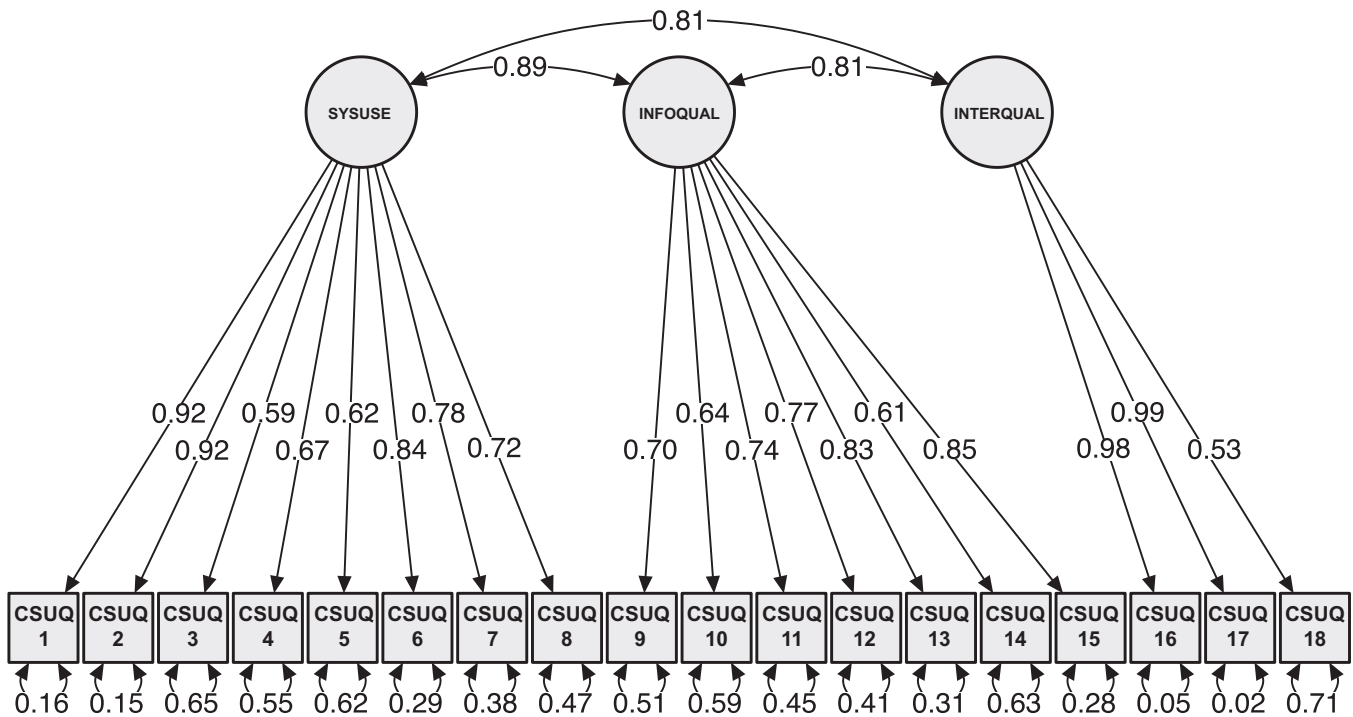 0.81
0.89 0.81
SYSUSE INFOQUAL INTERQUAL
0.92 0.59 0.62 0.78 0.64 0.77 0.61 0.99
0.92 0.67 0.84 0.72 0.70 0.74 0.83 0.85 0.98 0.53
CSUQ CSUQ CSUQ CSUQ CSUQ CSUQ CSUQ CSUQ CSUQ CSUQ CSUQ CSUQ CSUQ CSUQ CSUQ CSUQ CSUQ CSUQ
1 2 3 4 5 6 7 8 9 10 11 12 13 14 15 16 17 18
0.16 0.15 0.65 0.55 0.62 0.29 0.38 0.47 0.51 0.59 0.45 0.41 0.31 0.63 0.28 0.05 0.02 0.71